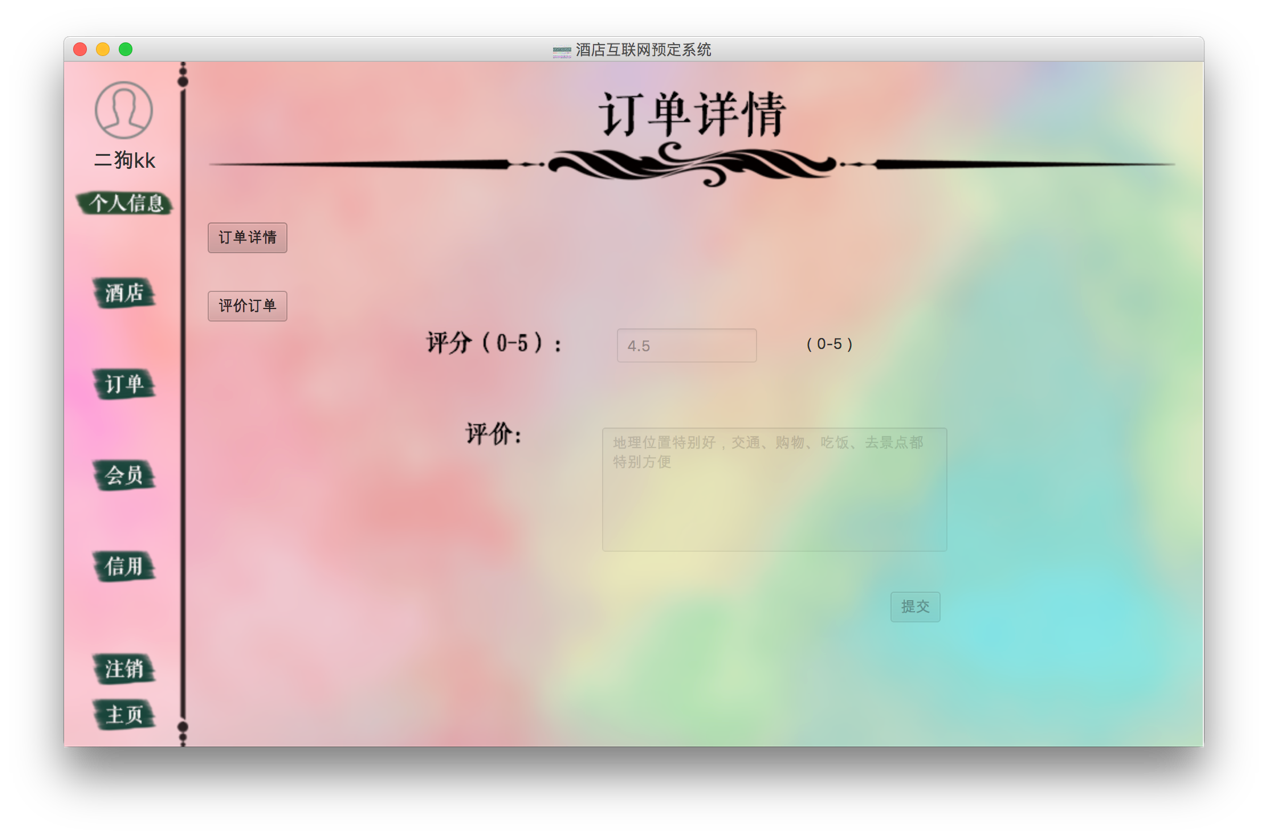 酒店互联网预定系统
二狗kk
个人信息
酒店
订单
会员
信用
注销
主页
订单详情
订单详情
评价订单
评分（0-5）：
4.5
（0-5）
评价：
地理位置特别好，交通、购物、吃饭、去景点都
特别方便
提交